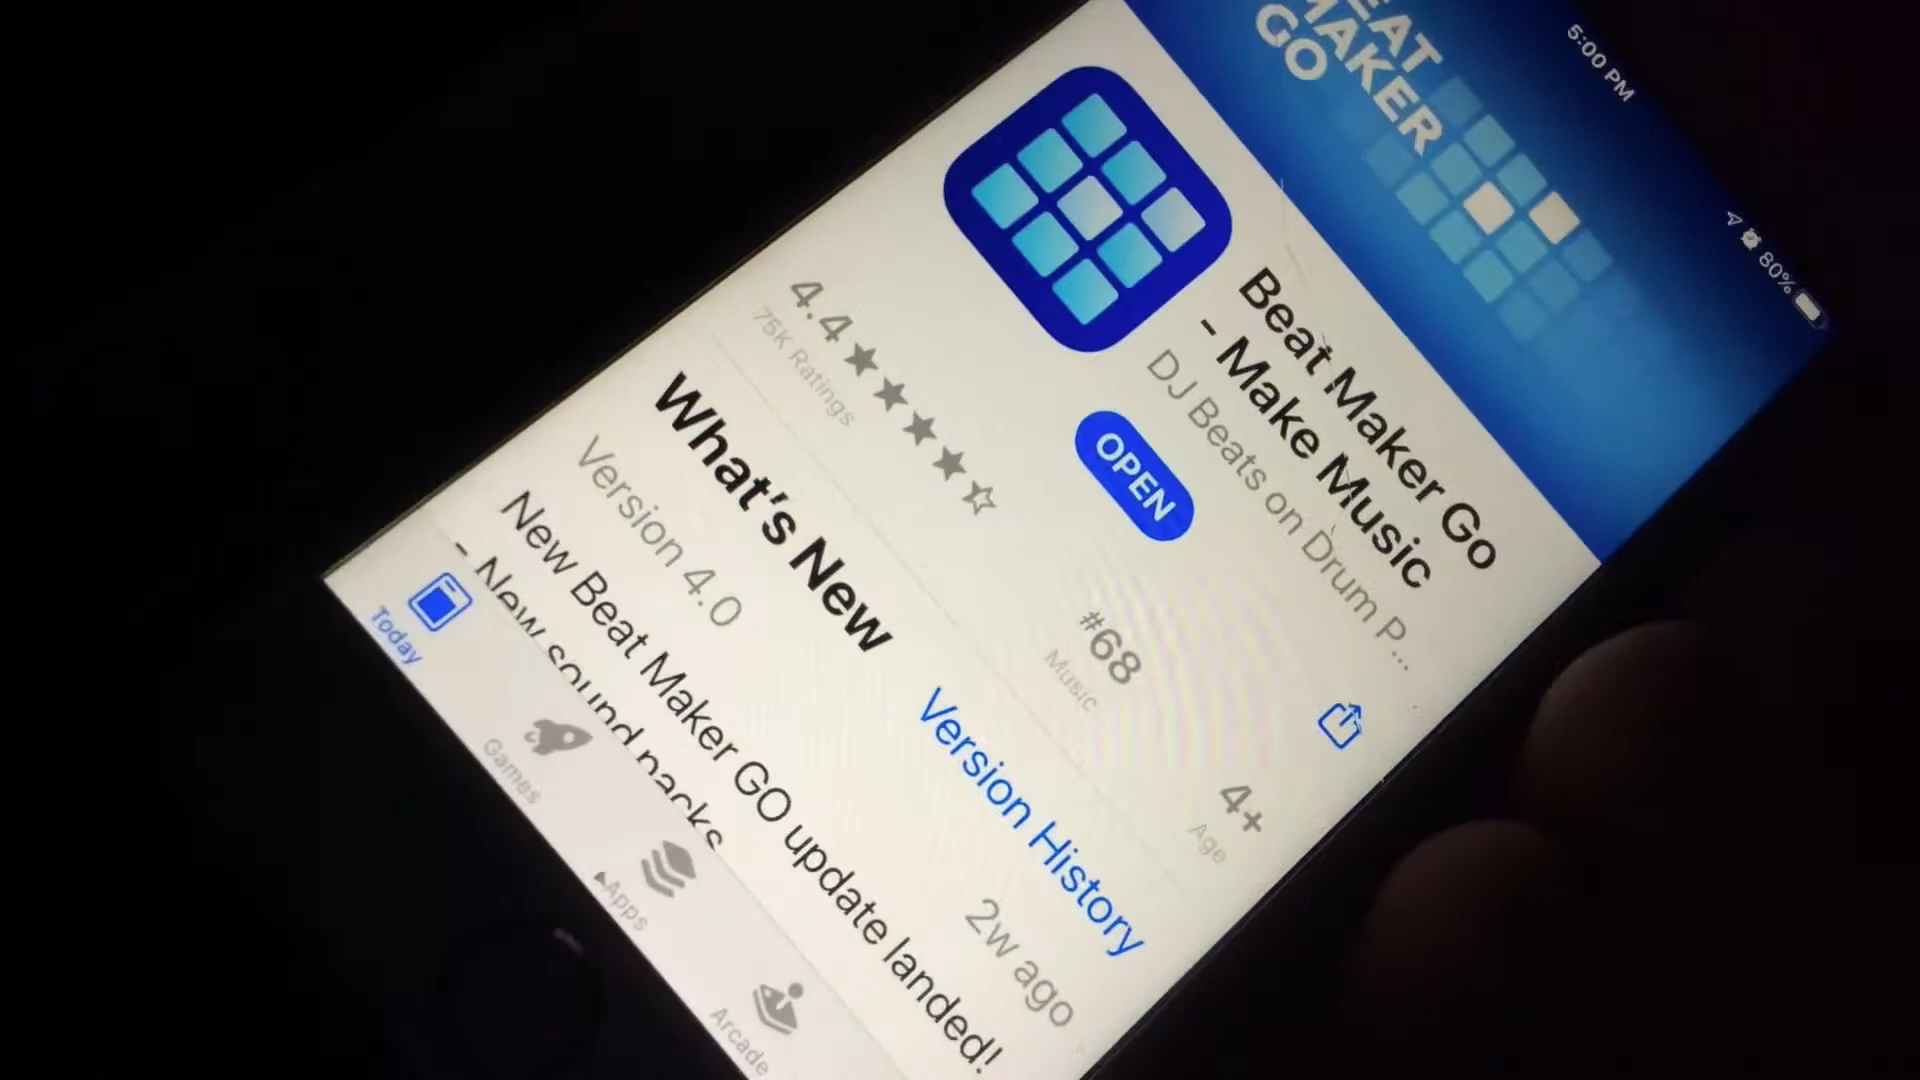 5:00 PM
80%
EAT
MAKER
GO
Beat Maker Go
- Make Music
DJ Beats on Drum P...
OPEN
4.4
75K Ratings
#68
Music
4+
Age
What's New
Version History
Version 4.0
2w ago
New Beat Maker GO update landed!
- New sound packs
Today
Games
Apps
Arcade